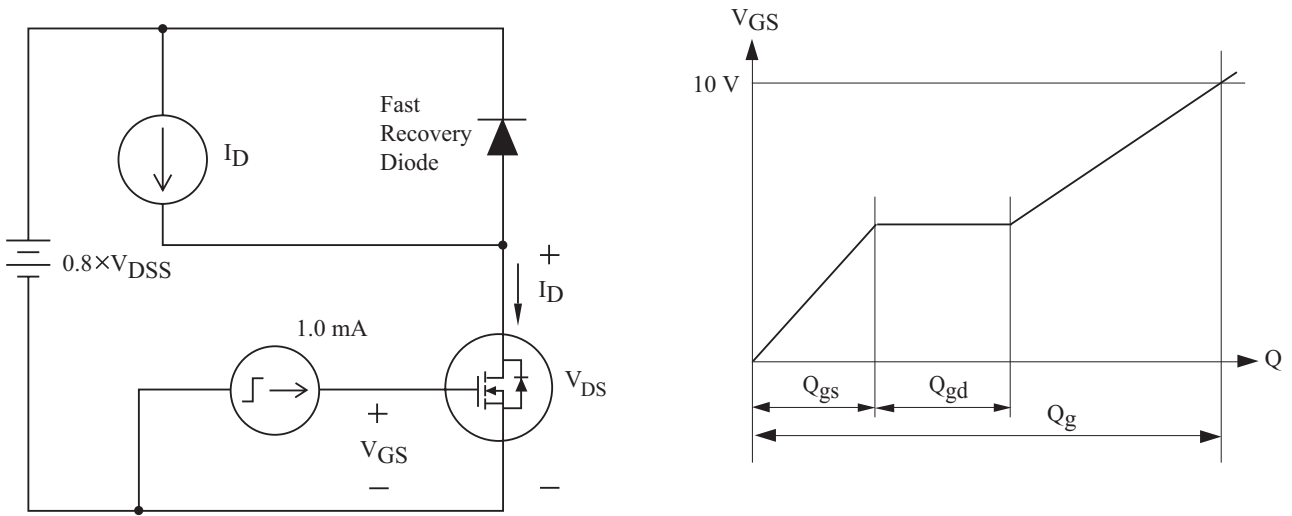 I_D
Fast
Recovery
Diode
0.8×V_DSS
+
I_D
1.0 mA
V_DS
+
V_GS
−
−
V_GS
10 V
Q
Q_gs
Q_gd
Q_g